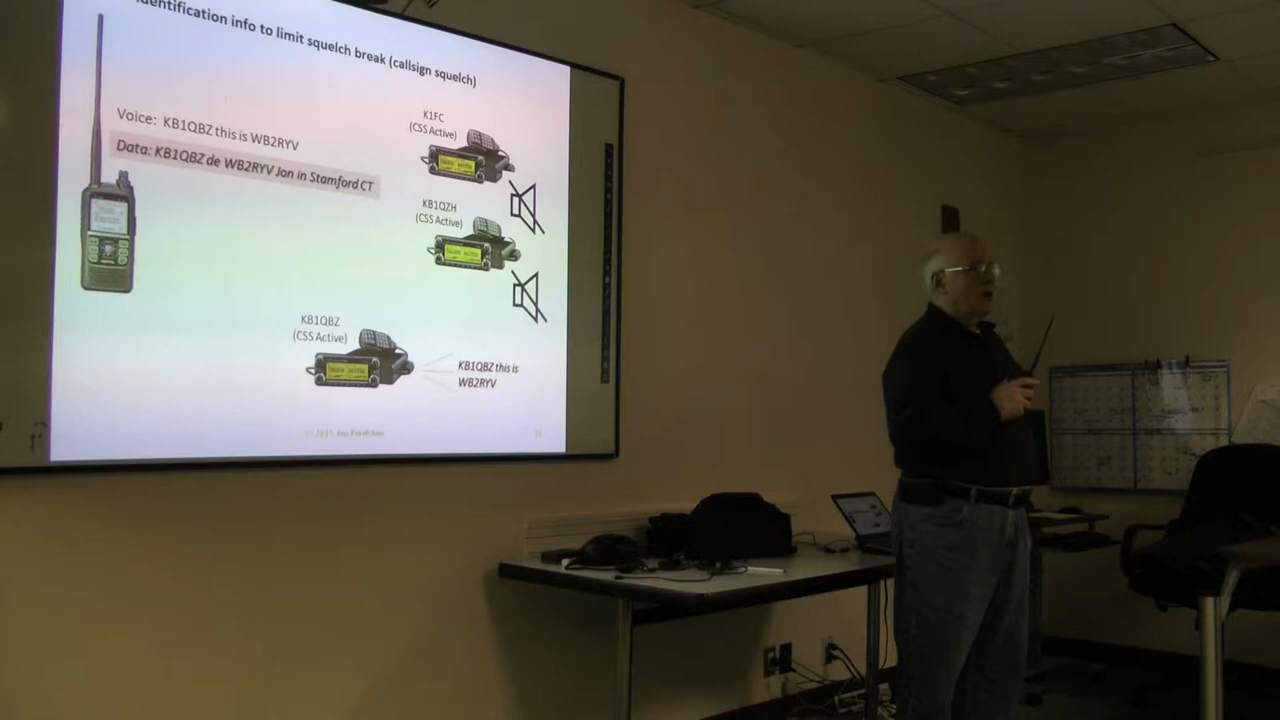 identification info to limit squelch break (callsign squelch)
Voice: KB1QBZ this is WB2RYV
Data: KB1QBZ de WB2RYV Jon in Stamford CT
K1FC
(CSS Active)
KB1QZH
(CSS Active)
KB1QBZ
(CSS Active)
KB1QBZ this is
WB2RYV